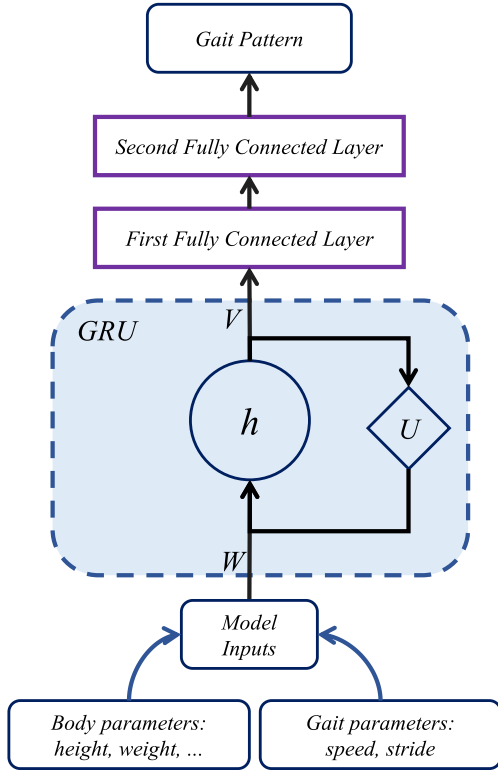 Gait Pattern
Second Fully Connected Layer
First Fully Connected Layer
V
GRU
h
U
W
Model
Inputs
Body parameters:
height, weight, ...
Gait parameters:
speed, stride